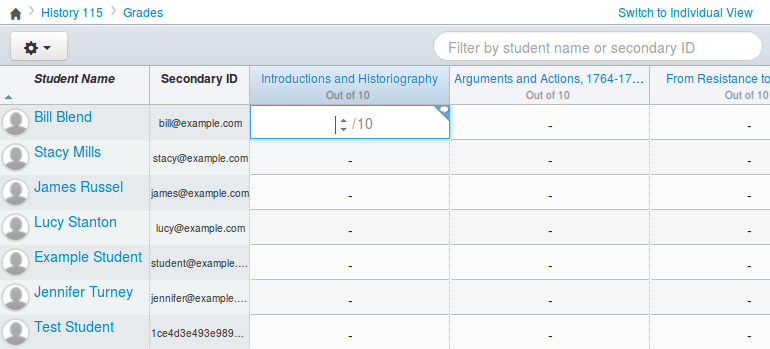 History 115 > Grades Switch to Individual View
Filter by student name or secondary ID
Student Name Secondary ID Introductions and Historiography Arguments and Actions, 1764-17... From Resistance to
Out of 10 Out of 10 Out of 10
Bill Blend bill@example.com /10 - -
Stacy Mills stacy@example.com - - -
James Russel james@example.com - - -
Lucy Stanton lucy@example.com - - -
Example Student student@example.... - - -
Jennifer Turney jennifer@example.... - - -
Test Student 1ce4d3e493e989... - - -